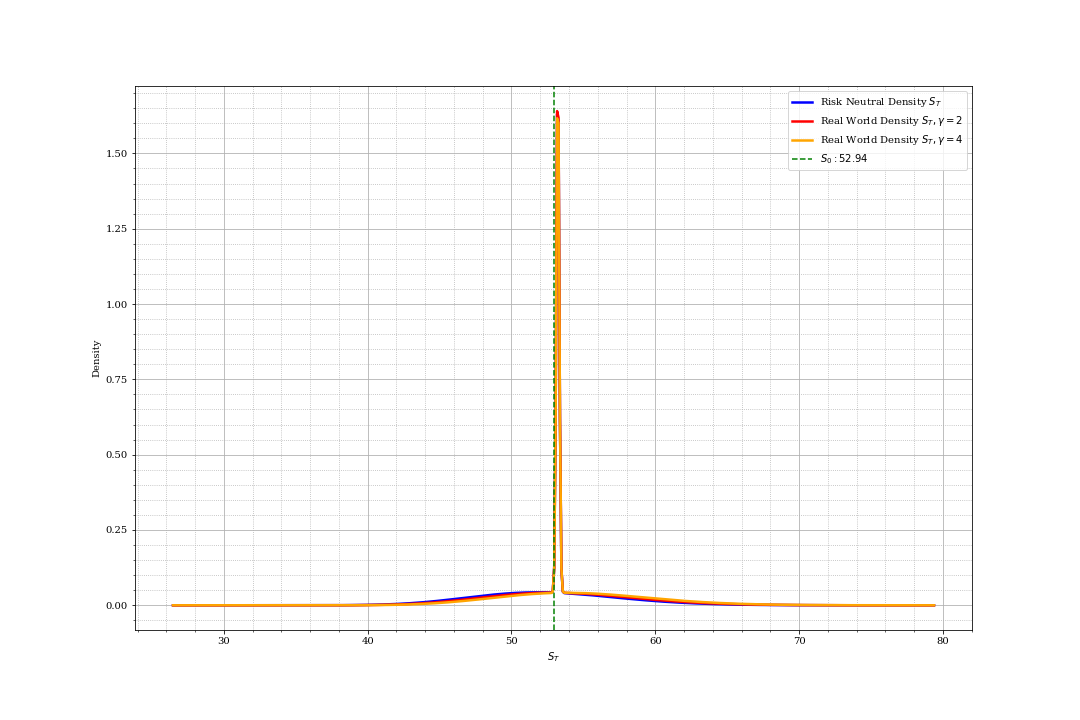 Risk Neutral Density S_T
Real World Density S_T, γ = 2
Real World Density S_T, γ = 4
S_0 : 52.94
1.50
1.25
1.00
0.75
0.50
0.25
0.00
Density
30
40
50
60
70
80
S_T